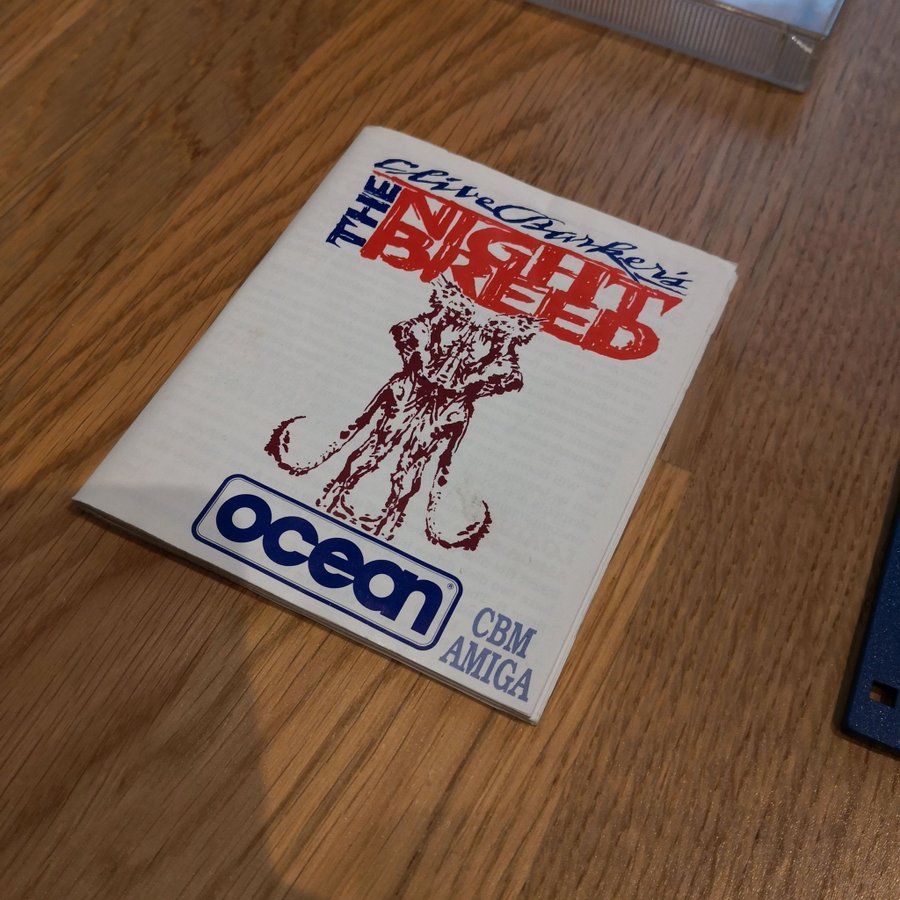 Clive Barker's
THE
NIGHT
BREED
ocean®
CBM
AMIGA